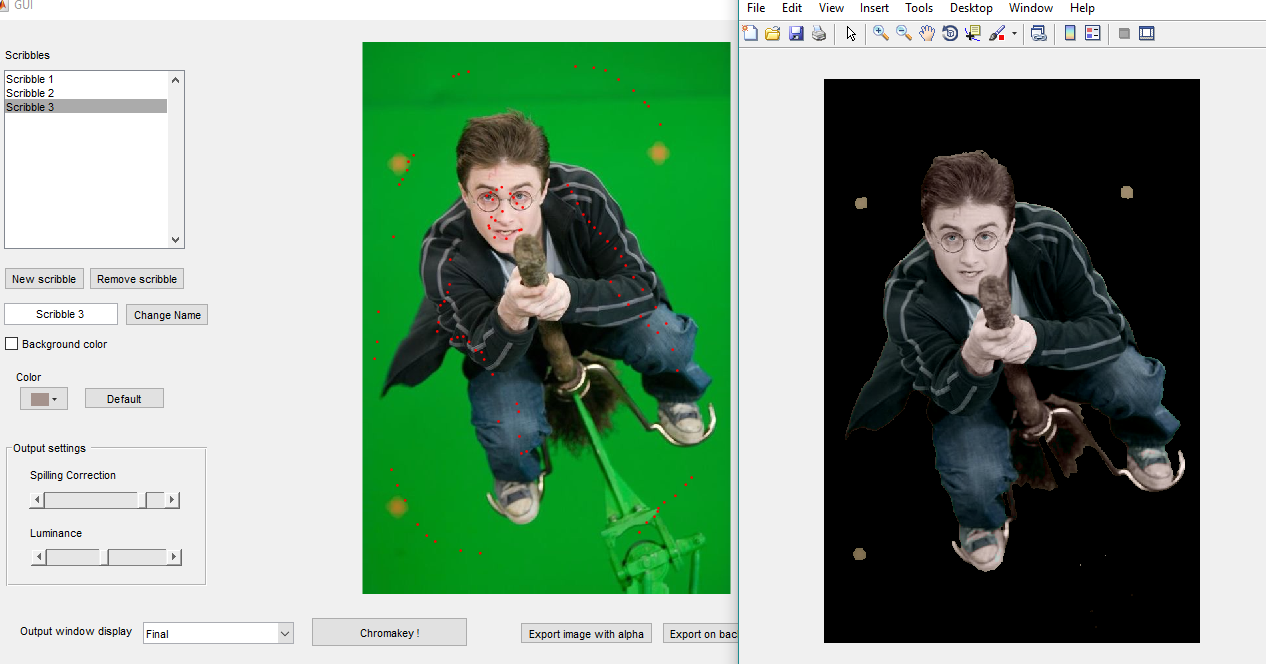 GUI
File Edit View Insert Tools Desktop Window Help
Scribbles
Scribble 1
Scribble 2
Scribble 3
New scribble Remove scribble
Scribble 3 Change Name
Background color
Color
Default
Output settings
Spilling Correction
Luminance
Output window display Final Chromakey ! Export image with alpha Export on bac